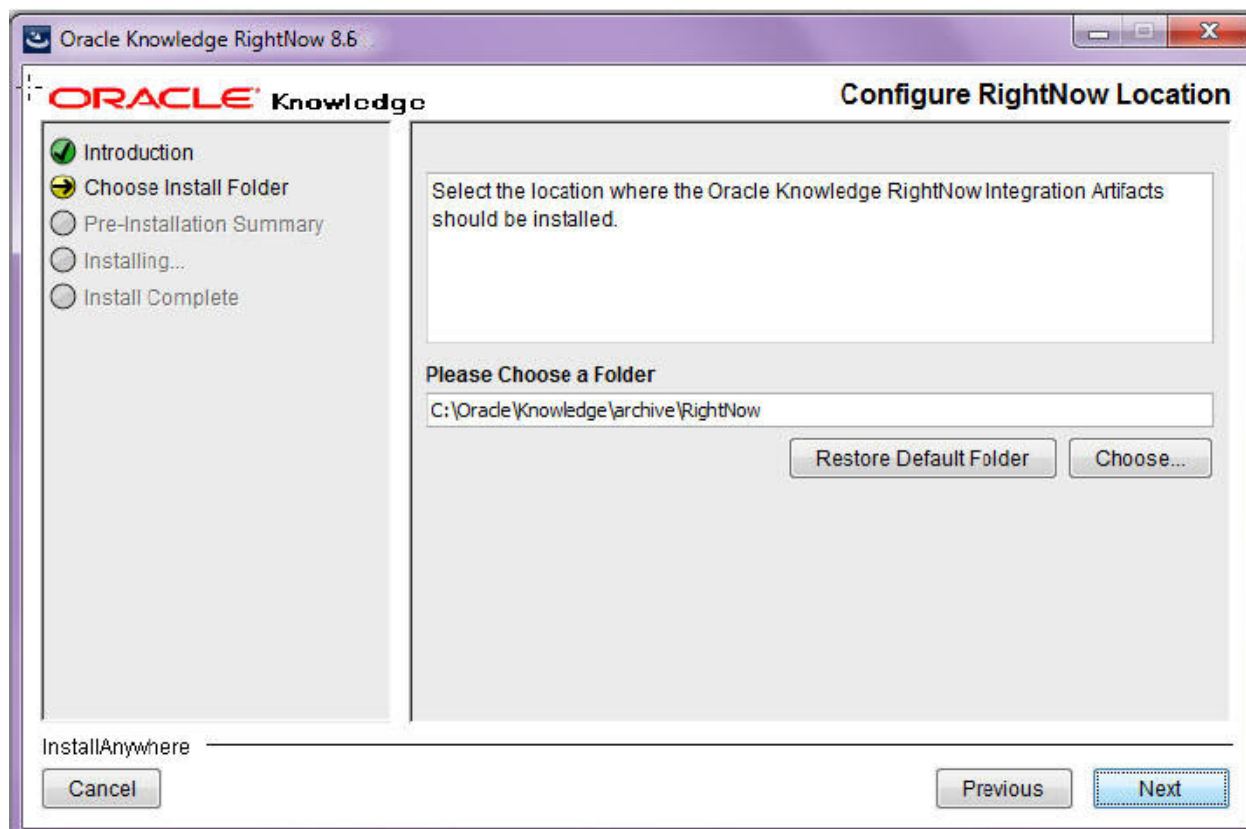 Oracle Knowledge RightNow 8.6
ORACLE Knowledge
Configure RightNow Location
Introduction
Choose Install Folder
Pre-Installation Summary
Installing...
Install Complete
Select the location where the Oracle Knowledge RightNow Integration Artifacts
should be installed.
Please Choose a Folder
C:\Oracle\Knowledge\archive\RightNow
Restore Default Folder
Choose...
InstallAnywhere
Cancel
Previous
Next